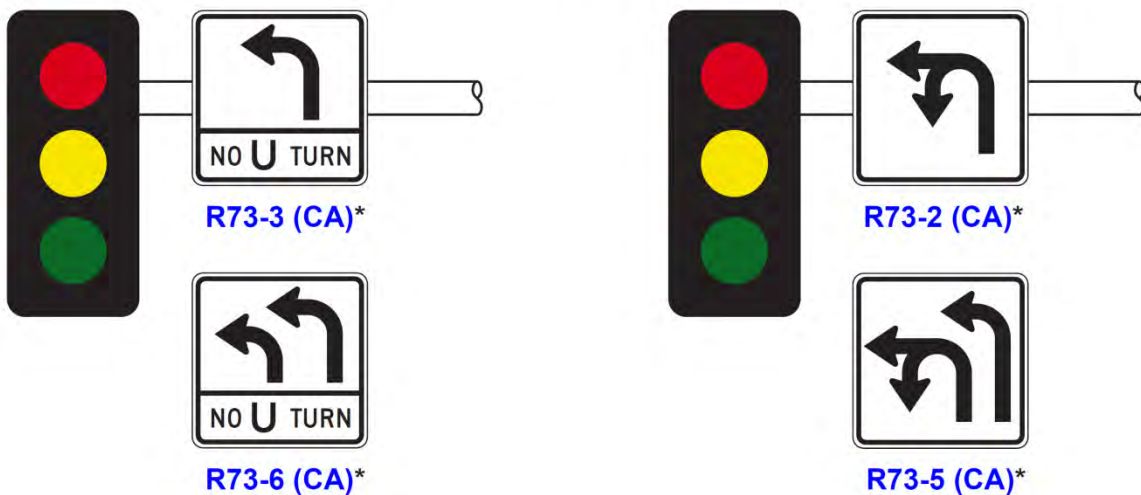 NO U TURN
R73-3 (CA)*
R73-2 (CA)*
NO U TURN
R73-6 (CA)*
R73-5 (CA)*